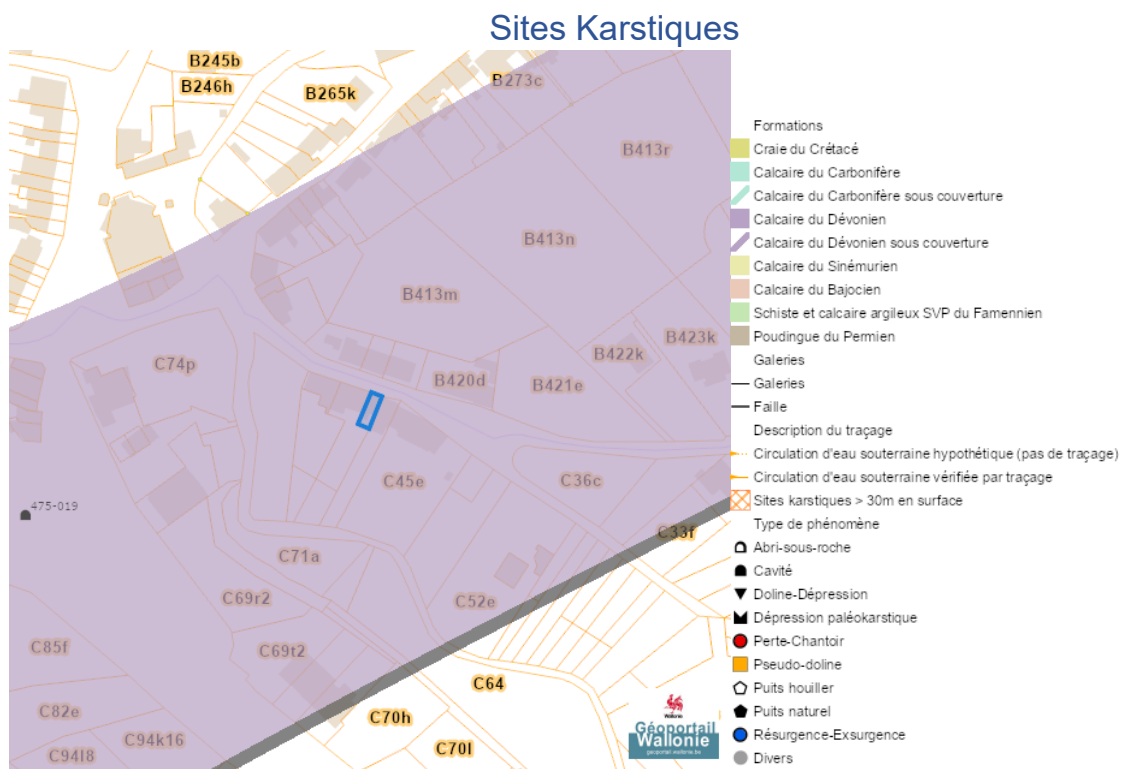 Sites Karstiques
B245b
B246h
B265k
B273c
B413r
B413n
B413m
B423k
B422k
C74p
B420d
B421e
C45e
C36c
475-019
C33f
C71a
C69r2
C52e
C85f
C69t2
C64
C82e
C70h
C94k16
C70l
C94l8
Formations
Craie du Crétacé
Calcaire du Carbonifère
Calcaire du Carbonifère sous couverture
Calcaire du Dévonien
Calcaire du Dévonien sous couverture
Calcaire du Sinémurien
Calcaire du Bajocien
Schiste et calcaire argileux SVP du Famennien
Poudingue du Permien
Galeries
Galeries
Faille
Description du traçage
Circulation d'eau souterraine hypothétique (pas de traçage)
Circulation d'eau souterraine vérifiée par traçage
Sites karstiques > 30m en surface
Type de phénomène
Abri-sous-roche
Cavité
Doline-Dépression
Dépression paléokarstique
Perte-Chantoir
Pseudo-doline
Puits houiller
Puits naturel
Résurgence-Exsurgence
Divers
Wallonie
Géoportail
Wallonie
geoportail.wallonie.be